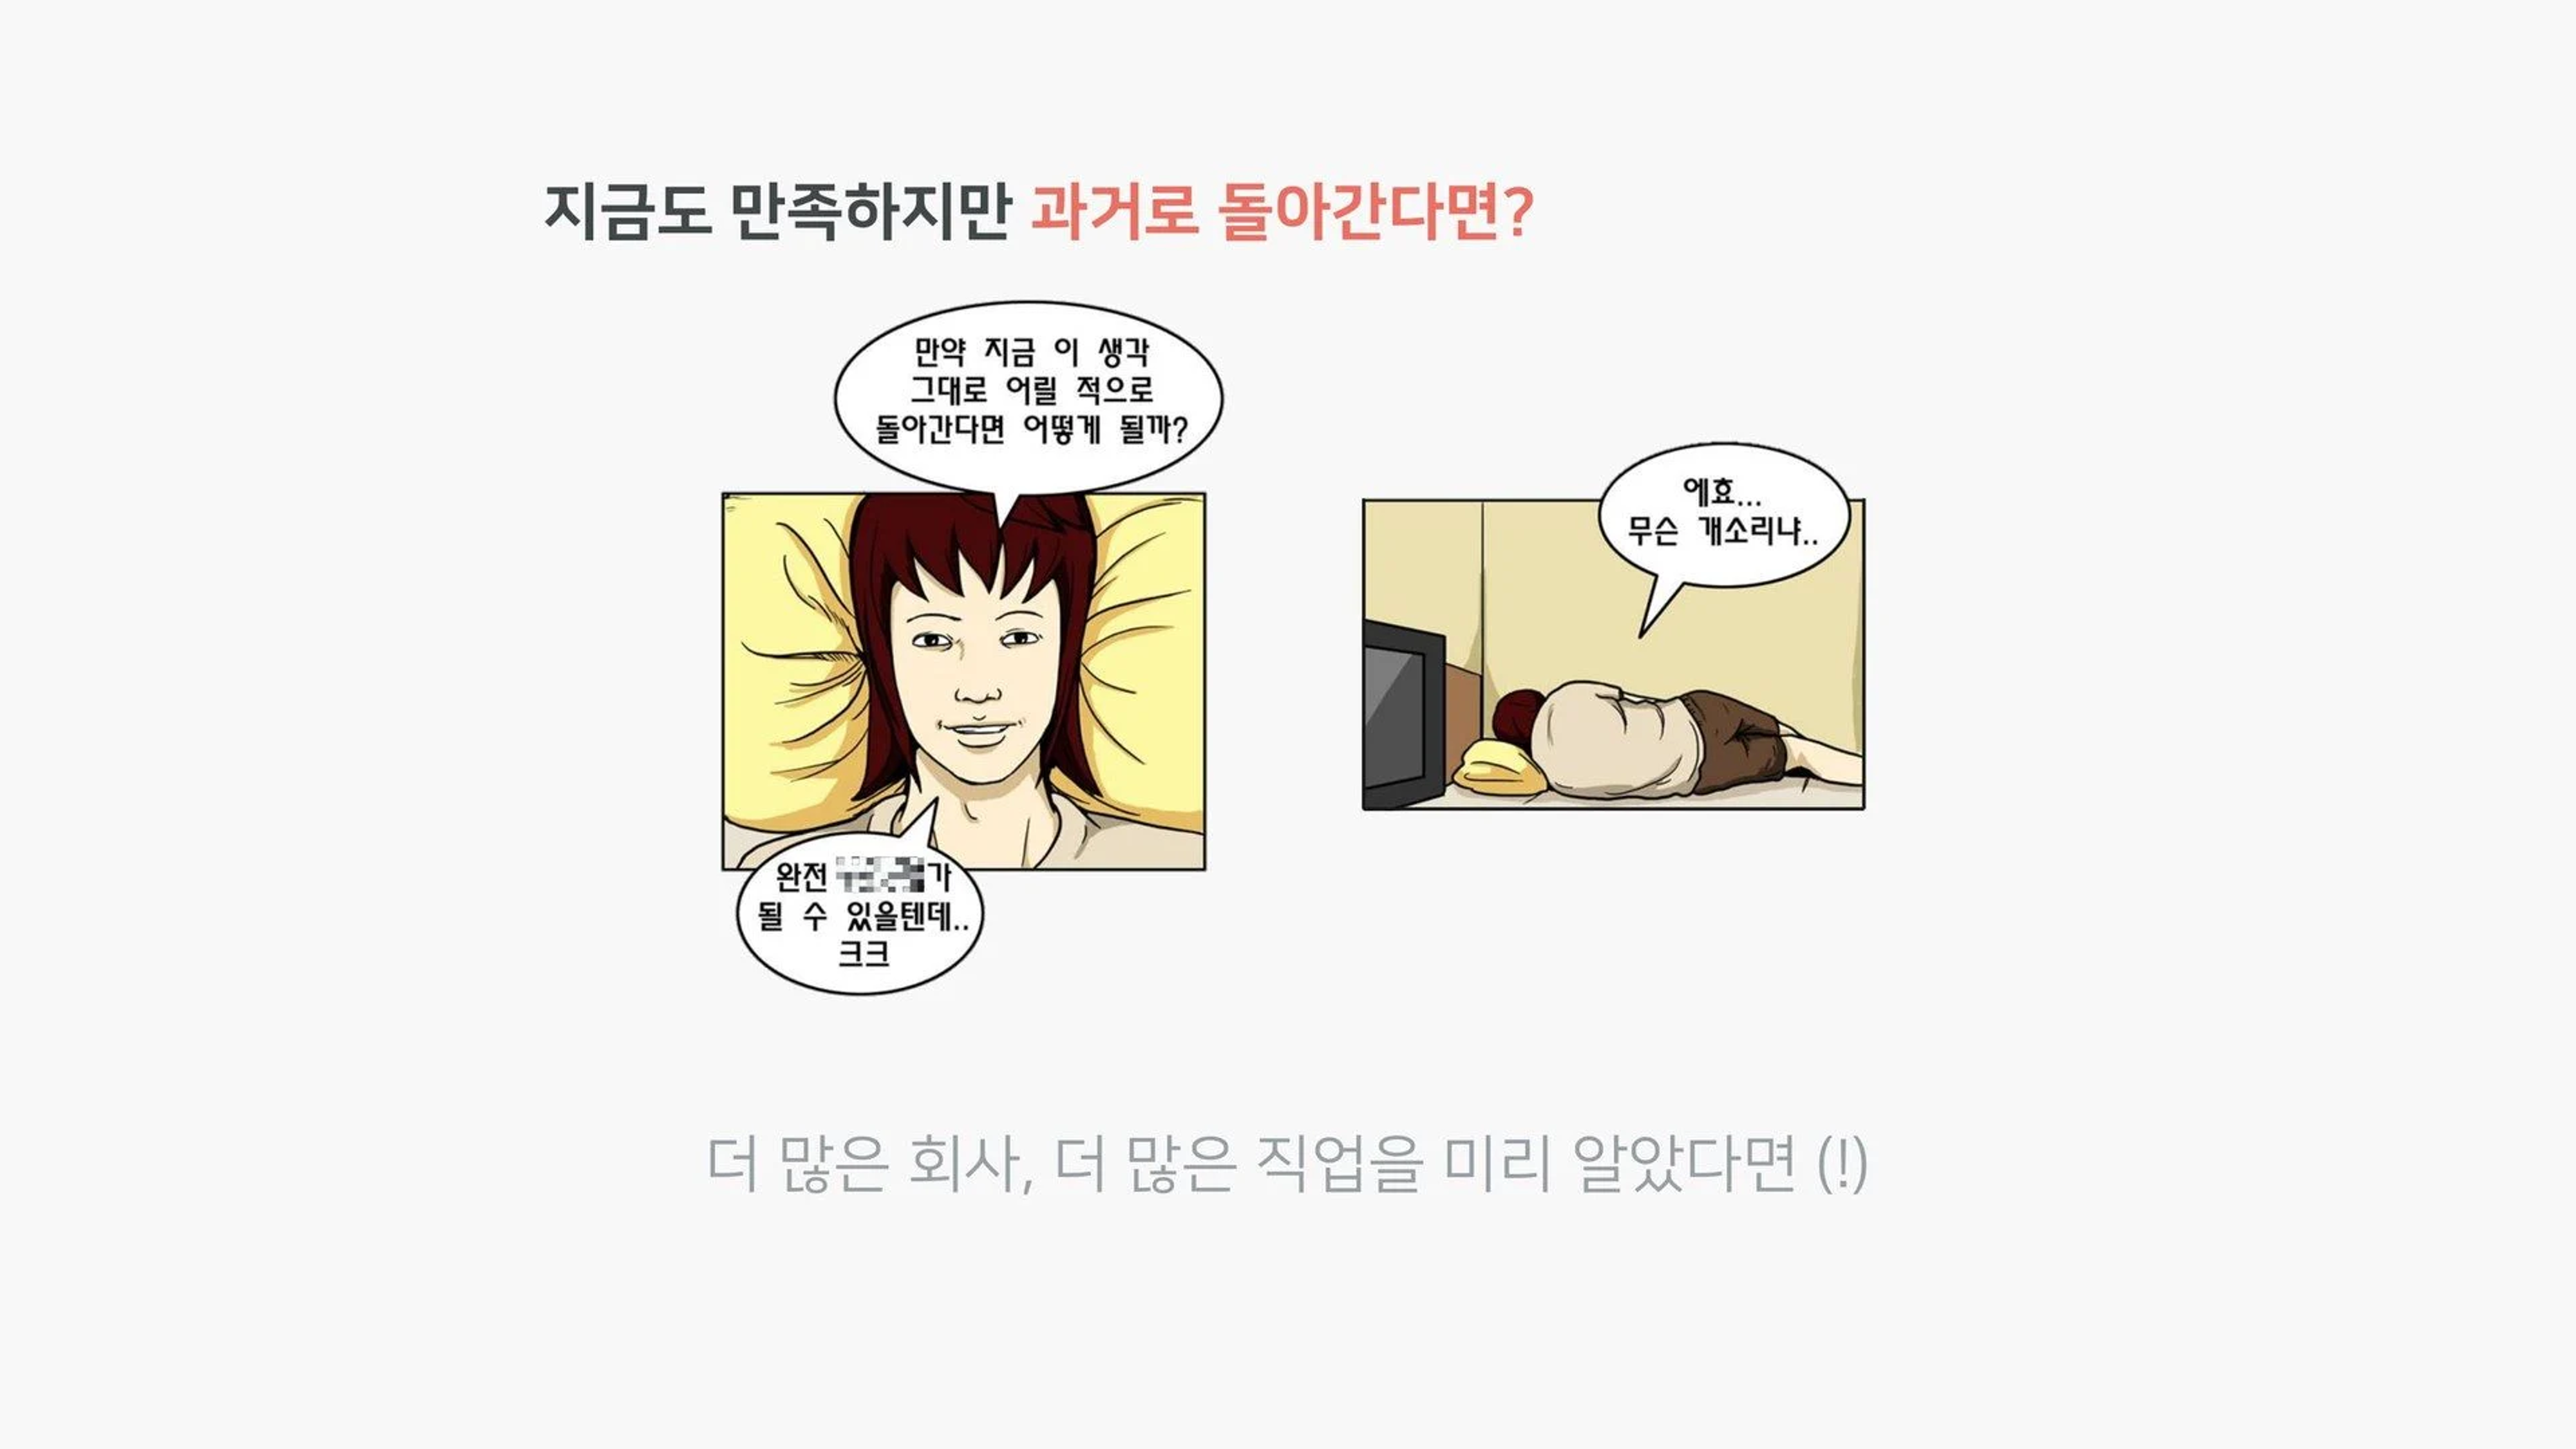 지금도 만족하지만 과거로 돌아간다면?
만약 지금 이 생각
그대로 어릴 적으로
돌아간다면 어떻게 될까?
에효...
무슨 개소리냐..
완전 가
될 수 있을텐데..
크크
더 많은 회사, 더 많은 직업을 미리 알았다면 (!)